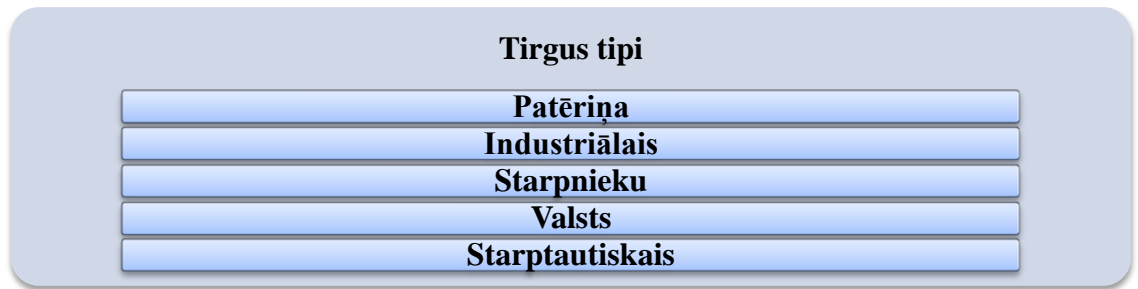 Tirgus tipi
Patēriņa
Industriālais
Starpnieku
Valsts
Starptautiskais